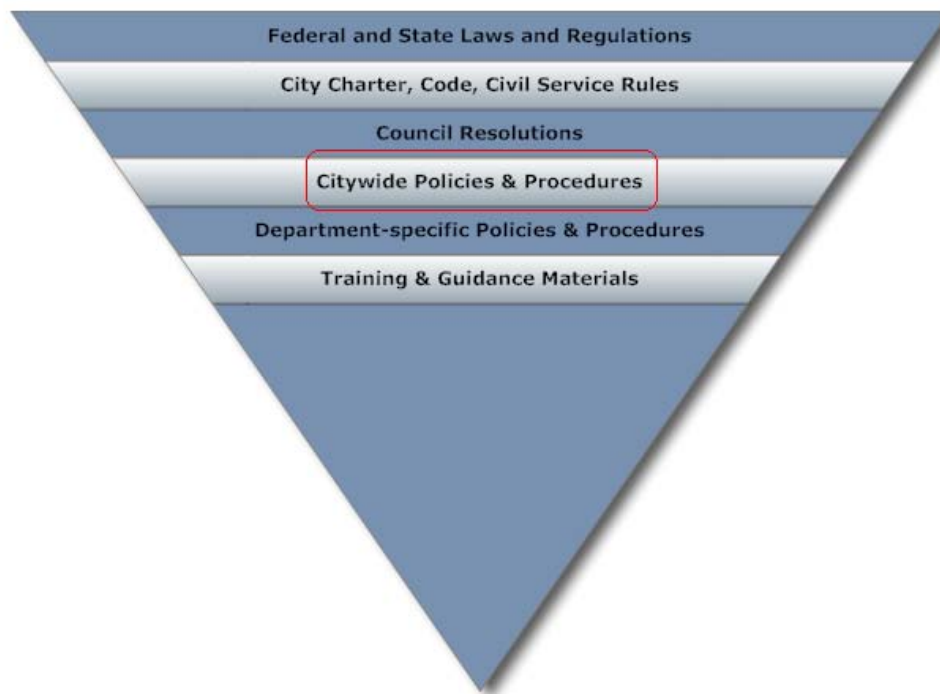 Federal and State Laws and Regulations
City Charter, Code, Civil Service Rules
Council Resolutions
Citywide Policies & Procedures
Department-specific Policies & Procedures
Training & Guidance Materials